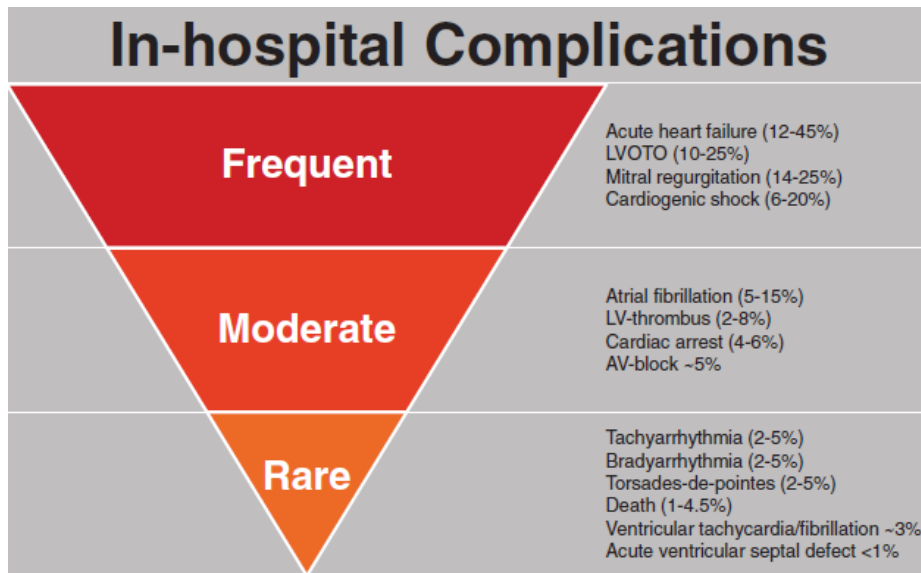 In-hospital Complications
Frequent
Acute heart failure (12-45%)
LVOTO (10-25%)
Mitral regurgitation (14-25%)
Cardiogenic shock (6-20%)
Moderate
Atrial fibrillation (5-15%)
LV-thrombus (2-8%)
Cardiac arrest (4-6%)
AV-block ~5%
Rare
Tachyarrhythmia (2-5%)
Bradyarrhythmia (2-5%)
Torsades-de-pointes (2-5%)
Death (1-4.5%)
Ventricular tachycardia/fibrillation ~3%
Acute ventricular septal defect <1%